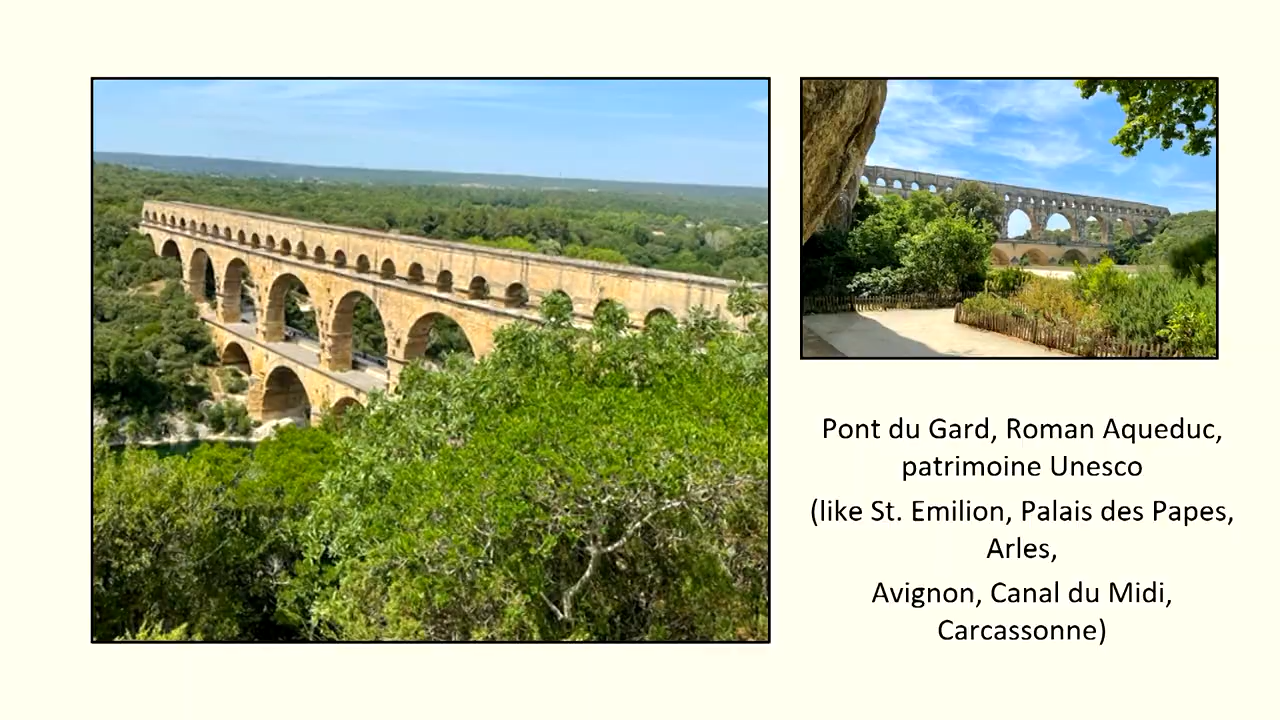 Pont du Gard, Roman Aqueduc,
patrimoine Unesco
(like St. Emilion, Palais des Papes,
Arles,
Avignon, Canal du Midi,
Carcassonne)